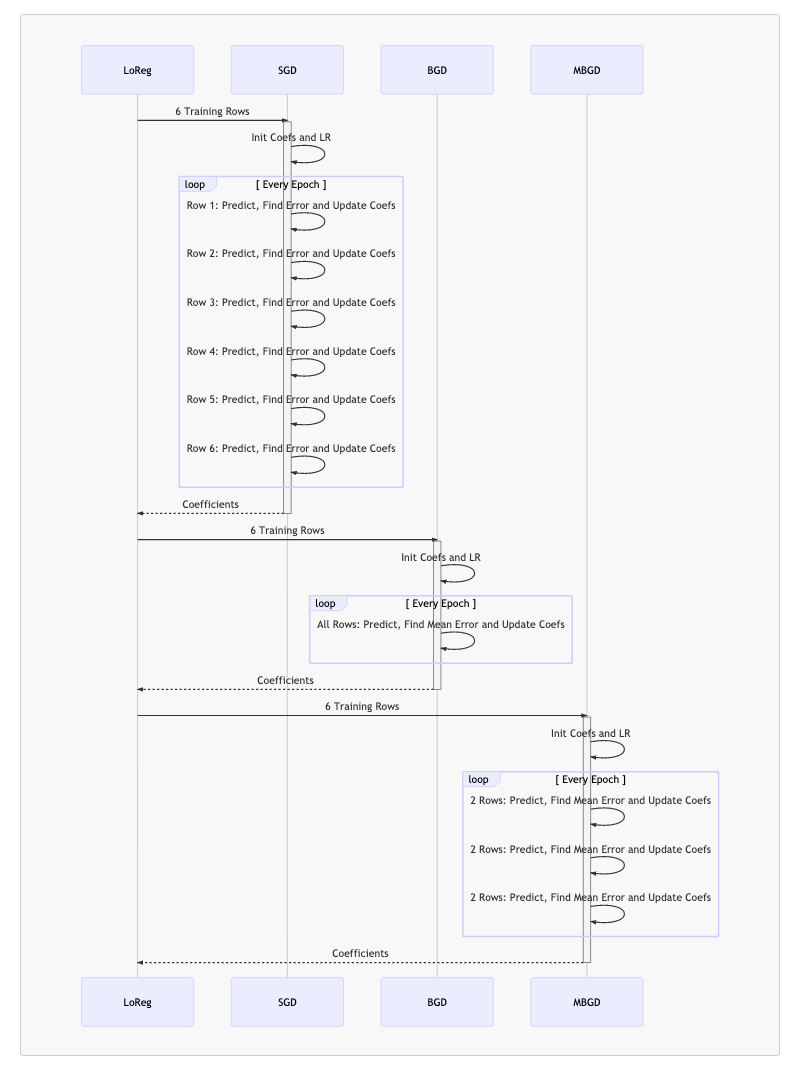 LoReg
SGD
BGD
MBGD
6 Training Rows
Init Coefs and LR
loop
[ Every Epoch ]
Row 1: Predict, Find Error and Update Coefs
Row 2: Predict, Find Error and Update Coefs
Row 3: Predict, Find Error and Update Coefs
Row 4: Predict, Find Error and Update Coefs
Row 5: Predict, Find Error and Update Coefs
Row 6: Predict, Find Error and Update Coefs
Coefficients
6 Training Rows
Init Coefs and LR
loop
[ Every Epoch ]
All Rows: Predict, Find Mean Error and Update Coefs
Coefficients
6 Training Rows
Init Coefs and LR
loop
[ Every Epoch ]
2 Rows: Predict, Find Mean Error and Update Coefs
2 Rows: Predict, Find Mean Error and Update Coefs
2 Rows: Predict, Find Mean Error and Update Coefs
Coefficients
LoReg
SGD
BGD
MBGD